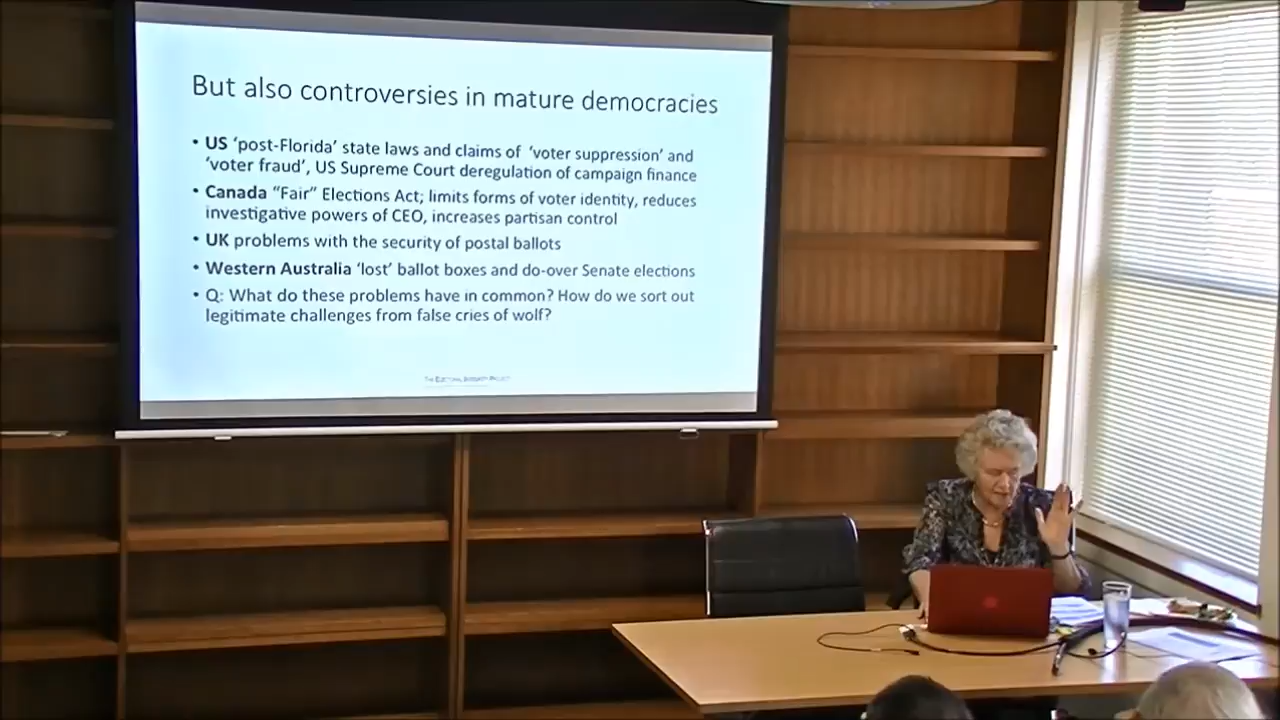 But also controversies in mature democracies
• US ‘post-Florida’ state laws and claims of ‘voter suppression’ and
‘voter fraud’, US Supreme Court deregulation of campaign finance
• Canada “Fair” Elections Act; limits forms of voter identity, reduces
investigative powers of CEO, increases partisan control
• UK problems with the security of postal ballots
• Western Australia ‘lost’ ballot boxes and do-over Senate elections
• Q: What do these problems have in common? How do we sort out
legitimate challenges from false cries of wolf?
The Electoral Integrity Project